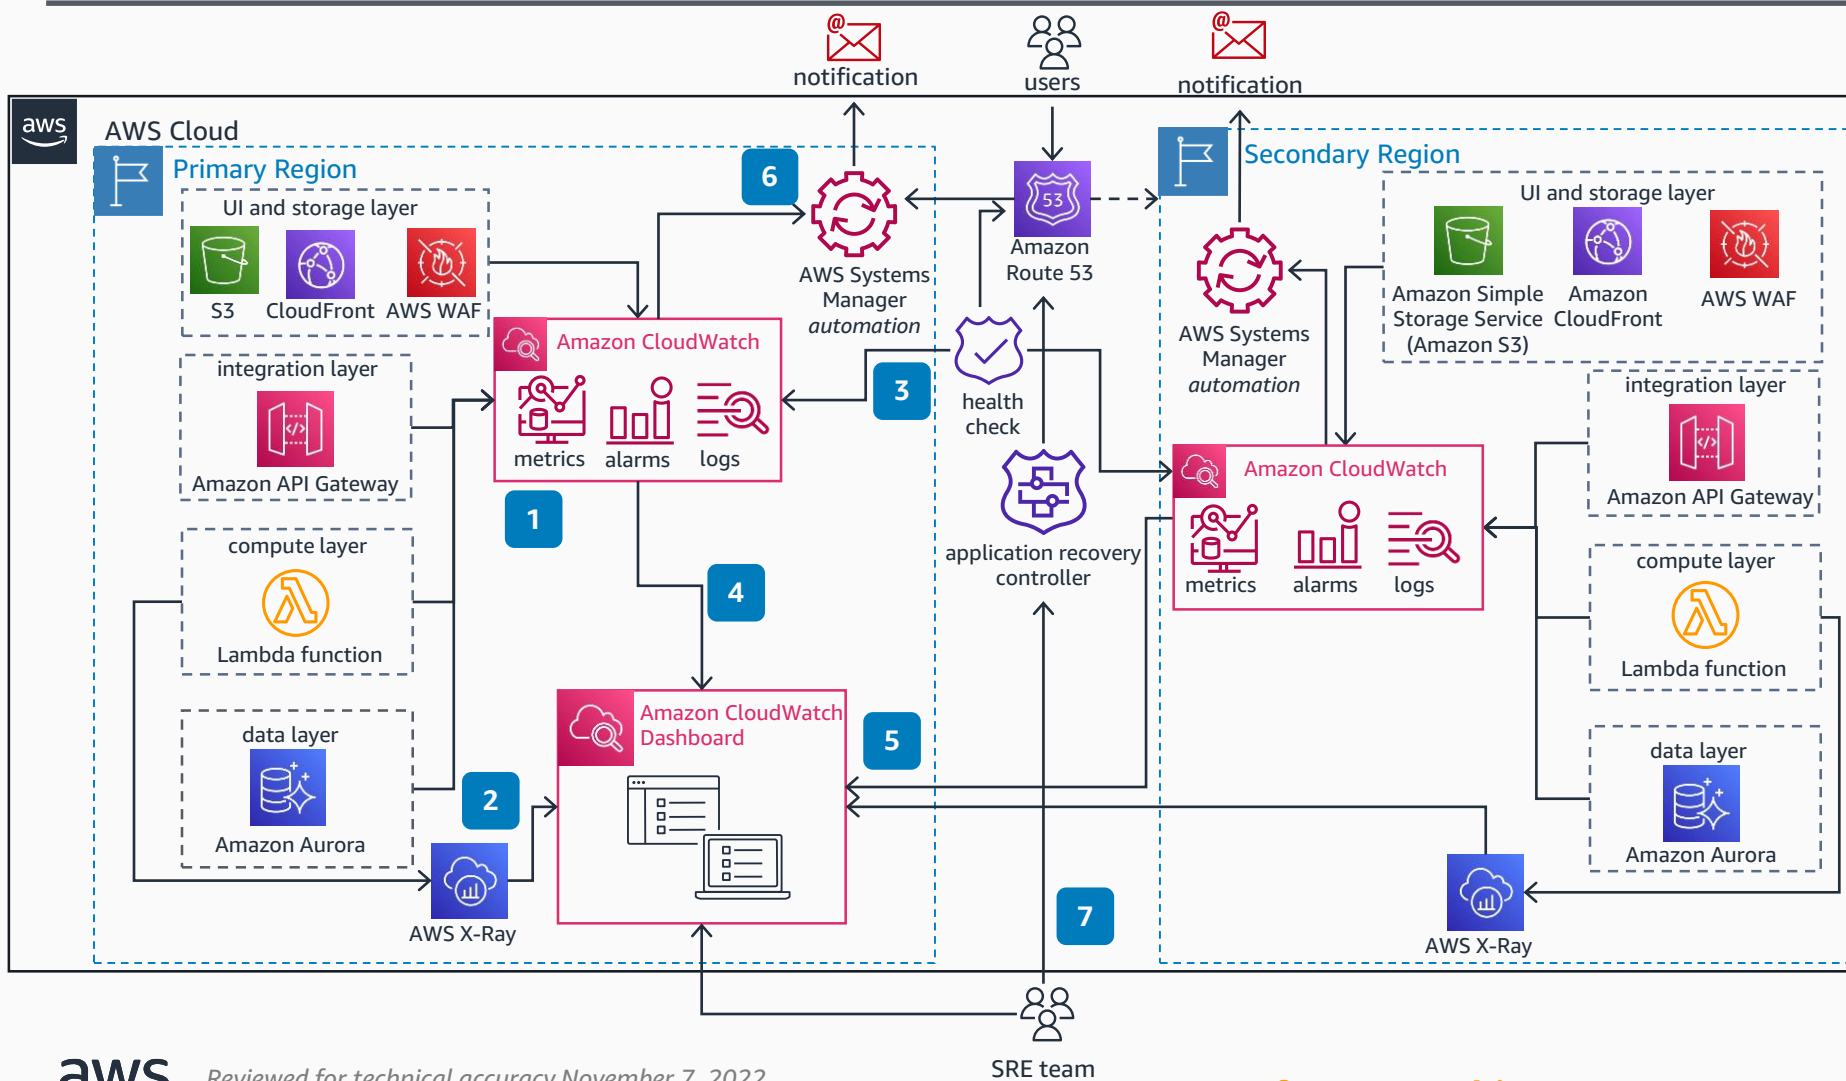 notification
users
notification
aws
AWS Cloud
Primary Region
UI and storage layer
S3
CloudFront
AWS WAF
integration layer
Amazon API Gateway
compute layer
Lambda function
data layer
Amazon Aurora
AWS X-Ray
Amazon CloudWatch
metrics
alarms
logs
1
2
3
4
5
6
7
AWS Systems
Manager
automation
Amazon CloudWatch
Dashboard
53
Amazon
Route 53
health
check
application recovery
controller
Secondary Region
UI and storage layer
Amazon Simple
Storage Service
(Amazon S3)
Amazon
CloudFront
AWS WAF
AWS Systems
Manager
automation
integration layer
Amazon API Gateway
Amazon CloudWatch
metrics
alarms
logs
compute layer
Lambda function
data layer
Amazon Aurora
AWS X-Ray
SRE team
aws
Reviewed for technical accuracy November 7, 2022